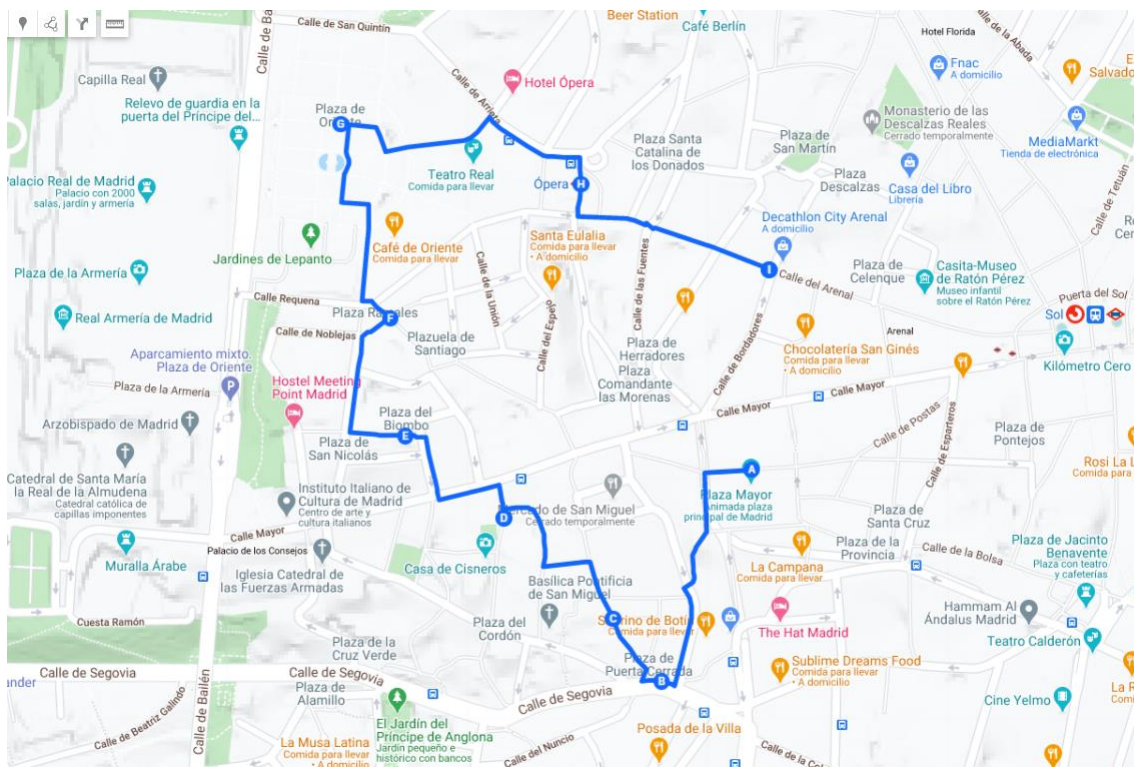 Calle de San Quintín
Beer Station
Comida para llevar
Café Berlín
Hotel Florida
Calle de la Abada
Calle de Bailén
Capilla Real
Hotel Ópera
Fnac
A domicilio
Salvador
Relevo de guardia en la
puerta del Príncipe del...
Plaza de
Oriente
G
Calle de Arrieta
Monasterio de las
Descalzas Reales
Cerrado temporalmente
Plaza Santa
Catalina de
los Donados
Plaza de
San Martín
MediaMarkt
Tienda de electrónica
Teatro Real
Comida para llevar
Plaza
Descalzas
Casa del Libro
Librería
Palacio Real de Madrid
Palacio con 2000
salas, jardín y armería
Ópera
H
Calle de Tetuán
Decathlon City Arenal
A domicilio
Café de Oriente
Comida para llevar
Santa Eulalia
Comida para llevar
• A domicilio
Jardines de Lepanto
Plaza de la Armería
Calle de la Unión
Calle de las Fuentes
I
Calle del Arenal
Plaza de
Celenque
Casita-Museo
de Ratón Pérez
Museo infantil
sobre el Ratón Pérez
Calle Requena
Real Armería de Madrid
Plaza Ramales
F
Calle de Noblejas
Plazuela de
Santiago
Calle del Espejo
Calle de Bordadores
Puerta del Sol
Sol
Arenal
Plaza de
Herradores
Chocolatería San Ginés
Comida para llevar
• A domicilio
Kilómetro Cero
Aparcamiento mixto.
Plaza de Oriente
P
Plaza
Comandante
las Morenas
Plaza de la Armería
Hostel Meeting
Point Madrid
Calle Mayor
Calle Mayor
Arzobispado de Madrid
Plaza del
Biombo
E
Plaza de
San Nicolás
Calle de Postas
Calle de Esparteros
Plaza de
Pontejos
Catedral de Santa María
la Real de la Almudena
Catedral católica de
capillas imponentes
Instituto Italiano de
Cultura de Madrid
Centro de arte y
cultura italianos
A
Plaza Mayor
Animada plaza
principal de Madrid
Rosi La L
Comida para
Mercado de San Miguel
Cerrado temporalmente
D
Plaza de
Santa Cruz
Calle Mayor
Palacio de los Consejos
Muralla Árabe
Iglesia Catedral de
las Fuerzas Armadas
Casa de Cisneros
Plaza de la
Provincia
Calle de la Bolsa
Plaza de Jacinto
Benavente
Plaza con teatro
y cafeterías
La Campana
Comida para llevar
Basílica Pontificia
de San Miguel
C
Cuesta Ramón
Plaza del
Cordón
Sobrino de Botín
Comida para llevar
The Hat Madrid
Hammam Al
Ándalus Madrid
Teatro Calderón
Plaza de la
Cruz Verde
Plaza de
Puerta Cerrada
B
Calle de Segovia
Calle de Segovia
Calle de Segovia
Sublime Dreams Food
Comida para llevar
• A domicilio
Plaza de
Alamillo
Calle de Beatriz Galindo
Calle de Bailén
El Jardín del
Príncipe de Anglona
Jardín pequeño e
histórico con bancos
Cine Yelmo
La R
Comi
La Musa Latina
Comida para llevar
• A domicilio
Calle del Nuncio
Posada de la Villa
Calle de la Co